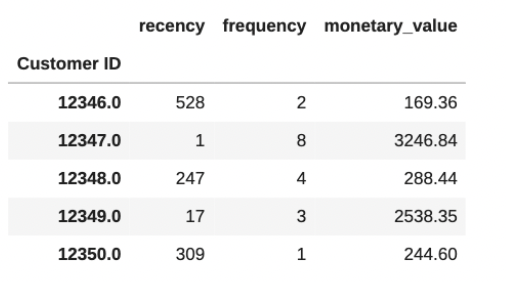 recency frequency monetary_value
Customer ID
12346.0 528 2 169.36
12347.0 1 8 3246.84
12348.0 247 4 288.44
12349.0 17 3 2538.35
12350.0 309 1 244.60